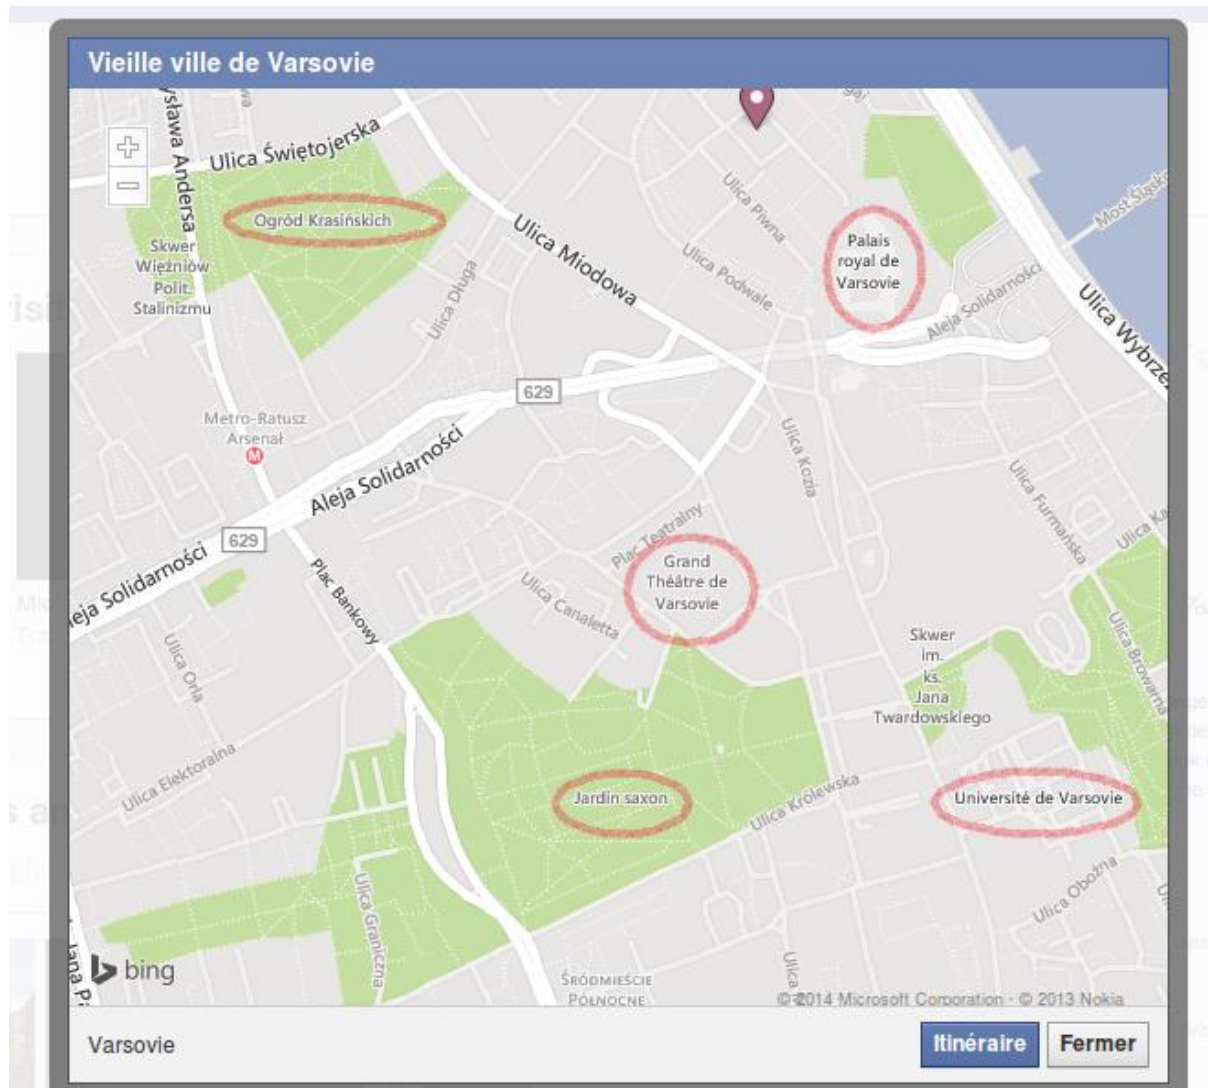 Vieille ville de Varsovie
Ulica Świętojerska
Ogród Krasińskich
Skwer
Więźniów
Polit.
Stalinizmu
Ulica Długa
Ulica Miodowa
Ulica Piwna
Ulica Podwale
Palais
royal de
Varsovie
Most Śląsko
Aleja Solidarności
Ulica Wybrzeż
629
Metro-Ratusz
Arsenał
M
Aleja Solidarności
Ulica Kozia
Ulica Furmańska
629
Plac Teatralny
Grand
Théâtre de
Varsovie
Ulica Canaletta
Plac Bankowy
Ulica Orla
Skwer
im.
ks.
Jana
Twardowskiego
Ulica Browarna
Ulica Elektoralna
Jardin saxon
Ulica Królewska
Université de Varsovie
Ulica Graniczna
Ulica Oboźna
bing
ŚRÓDMIEŚCIE
PÓŁNOCNE
© 2014 Microsoft Corporation · © 2013 Nokia
Varsovie
Itinéraire
Fermer